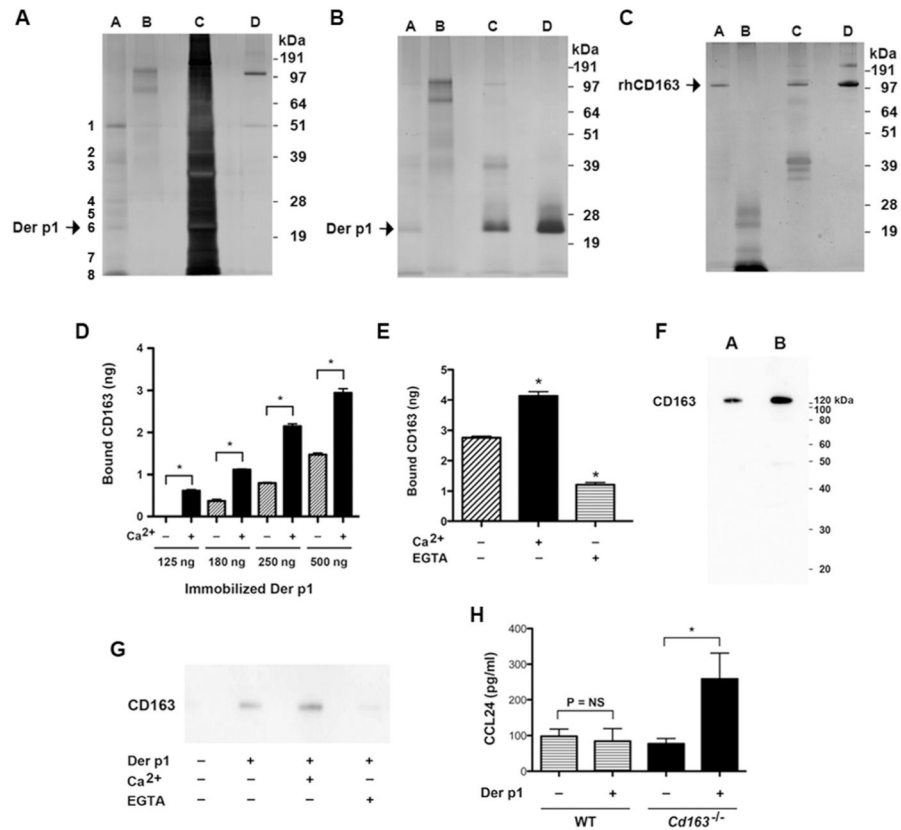 A
A B C D
kDa
191
97
64
51
39
28
19
1
2
3
4
5
Der p1 6
7
8
B
A B C D
kDa
191
97
64
51
39
28
19
Der p1
C
A B C D
kDa
191
97
64
51
39
28
19
rhCD163
D
Bound CD163 (ng)
4
3
2
1
0
* * * *
Ca2+ – + – + – + – +
125 ng 180 ng 250 ng 500 ng
Immobilized Der p1
E
Bound CD163 (ng)
5
4
3
2
1
0
* *
Ca2+ – + –
EGTA – – +
F
A B
CD163
120 kDa
100
80
60
50
40
30
20
G
CD163
Der p1 – + + +
Ca2+ – – + –
EGTA – – – +
H
CCL24 (pg/ml)
400
300
200
100
0
P = NS
*
Der p1 – + – +
WT Cd163-/-